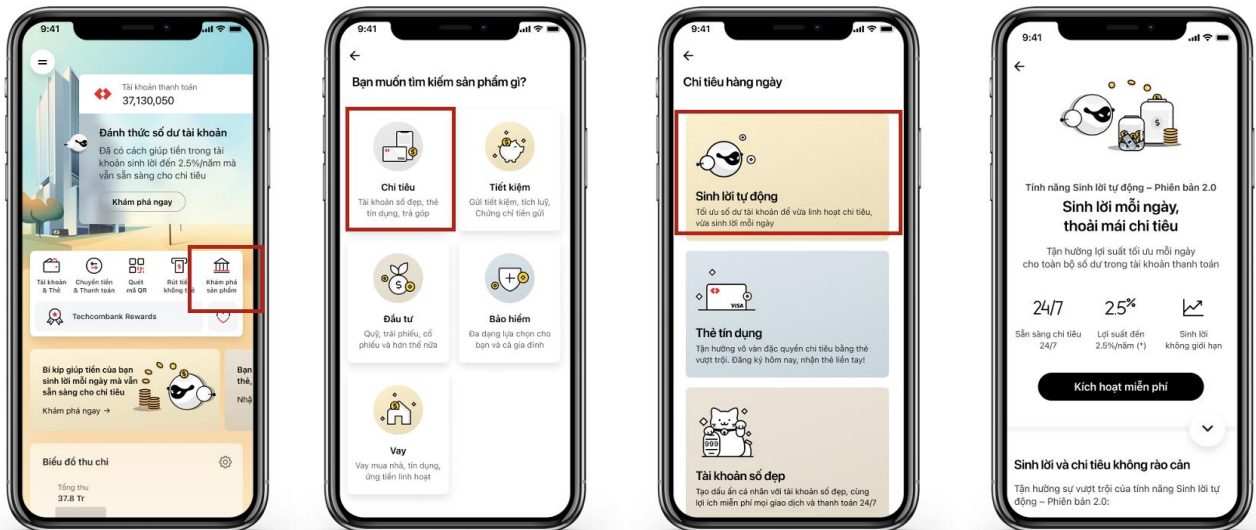 9:41
Tài khoản thanh toán
37,130,050
Đánh thức số dư tài khoản
Đã có cách giúp tiền trong tài
khoản sinh lời đến 2.5%/năm mà
vẫn sẵn sàng cho chi tiêu
Khám phá ngay
Tài khoản
& Thẻ
Chuyển tiền
& Thanh toán
Quét
mã QR
Rút tiền
không thẻ
Khám phá
sản phẩm
Techcombank Rewards
Bí kíp giúp tiền của bạn
sinh lời mỗi ngày mà vẫn
sẵn sàng cho chi tiêu
Khám phá ngay →
Bạn
thẻ,
Nhậ
Biểu đồ thu chi
Tổng thu
37.8 Tr
9:41
Bạn muốn tìm kiếm sản phẩm gì?
Chi tiêu
Tài khoản số đẹp, thẻ
tín dụng, trả góp
Tiết kiệm
Gửi tiết kiệm, tích luỹ,
Chứng chỉ tiền gửi
Đầu tư
Quỹ, trái phiếu, cổ
phiếu và hơn thế nữa
Bảo hiểm
Đa dạng lựa chọn cho
bạn và cả gia đình
Vay
Vay mua nhà, tín dụng,
ứng tiền linh hoạt
9:41
Chi tiêu hàng ngày
Sinh lời tự động
Tối ưu số dư tài khoản để vừa linh hoạt chi tiêu,
vừa sinh lời mỗi ngày
VISA
Thẻ tín dụng
Tận hưởng vô vàn đặc quyền chi tiêu bằng thẻ
vượt trội. Đăng ký hôm nay, nhận thẻ liền tay!
999
Tài khoản số đẹp
Tạo dấu ấn cá nhân với tài khoản số đẹp, cùng
lợi ích miễn phí mọi giao dịch và thanh toán 24/7
9:41
Tính năng Sinh lời tự động – Phiên bản 2.0
Sinh lời mỗi ngày,
thoải mái chi tiêu
Tận hưởng lợi suất tối ưu mỗi ngày
cho toàn bộ số dư trong tài khoản thanh toán
24/7
Sẵn sàng chi tiêu
24/7
2.5%
Lợi suất đến
2.5%/năm (*)
Sinh lời
không giới hạn
Kích hoạt miễn phí
Sinh lời và chi tiêu không rào cản
Tận hưởng sự vượt trội của tính năng Sinh lời tự
động – Phiên bản 2.0: